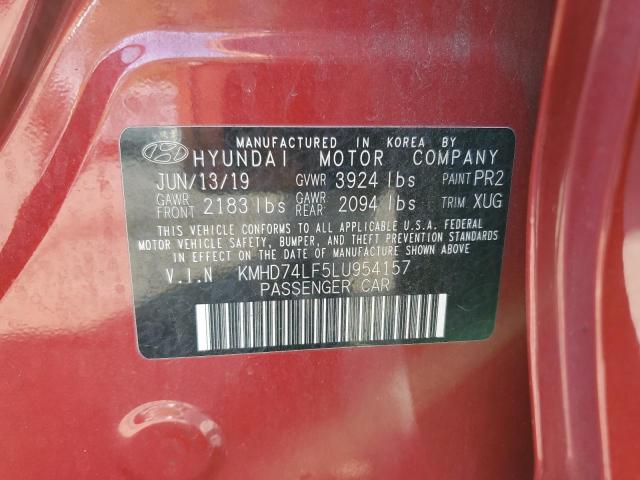 MANUFACTURED IN KOREA BY
HYUNDAI MOTOR COMPANY
JUN/13/19 GVWR 3924 lbs PAINT PR2
GAWR FRONT 2183 lbs GAWR REAR 2094 lbs TRIM XUG
THIS VEHICLE CONFORMS TO ALL APPLICABLE U.S.A. FEDERAL
MOTOR VEHICLE SAFETY, BUMPER, AND THEFT PREVENTION
STANDARDS IN EFFECT ON THE DATE OF MANUFACTURE SHOWN ABOVE.
V.I.N KMHD74LF5LU954157
PASSENGER CAR